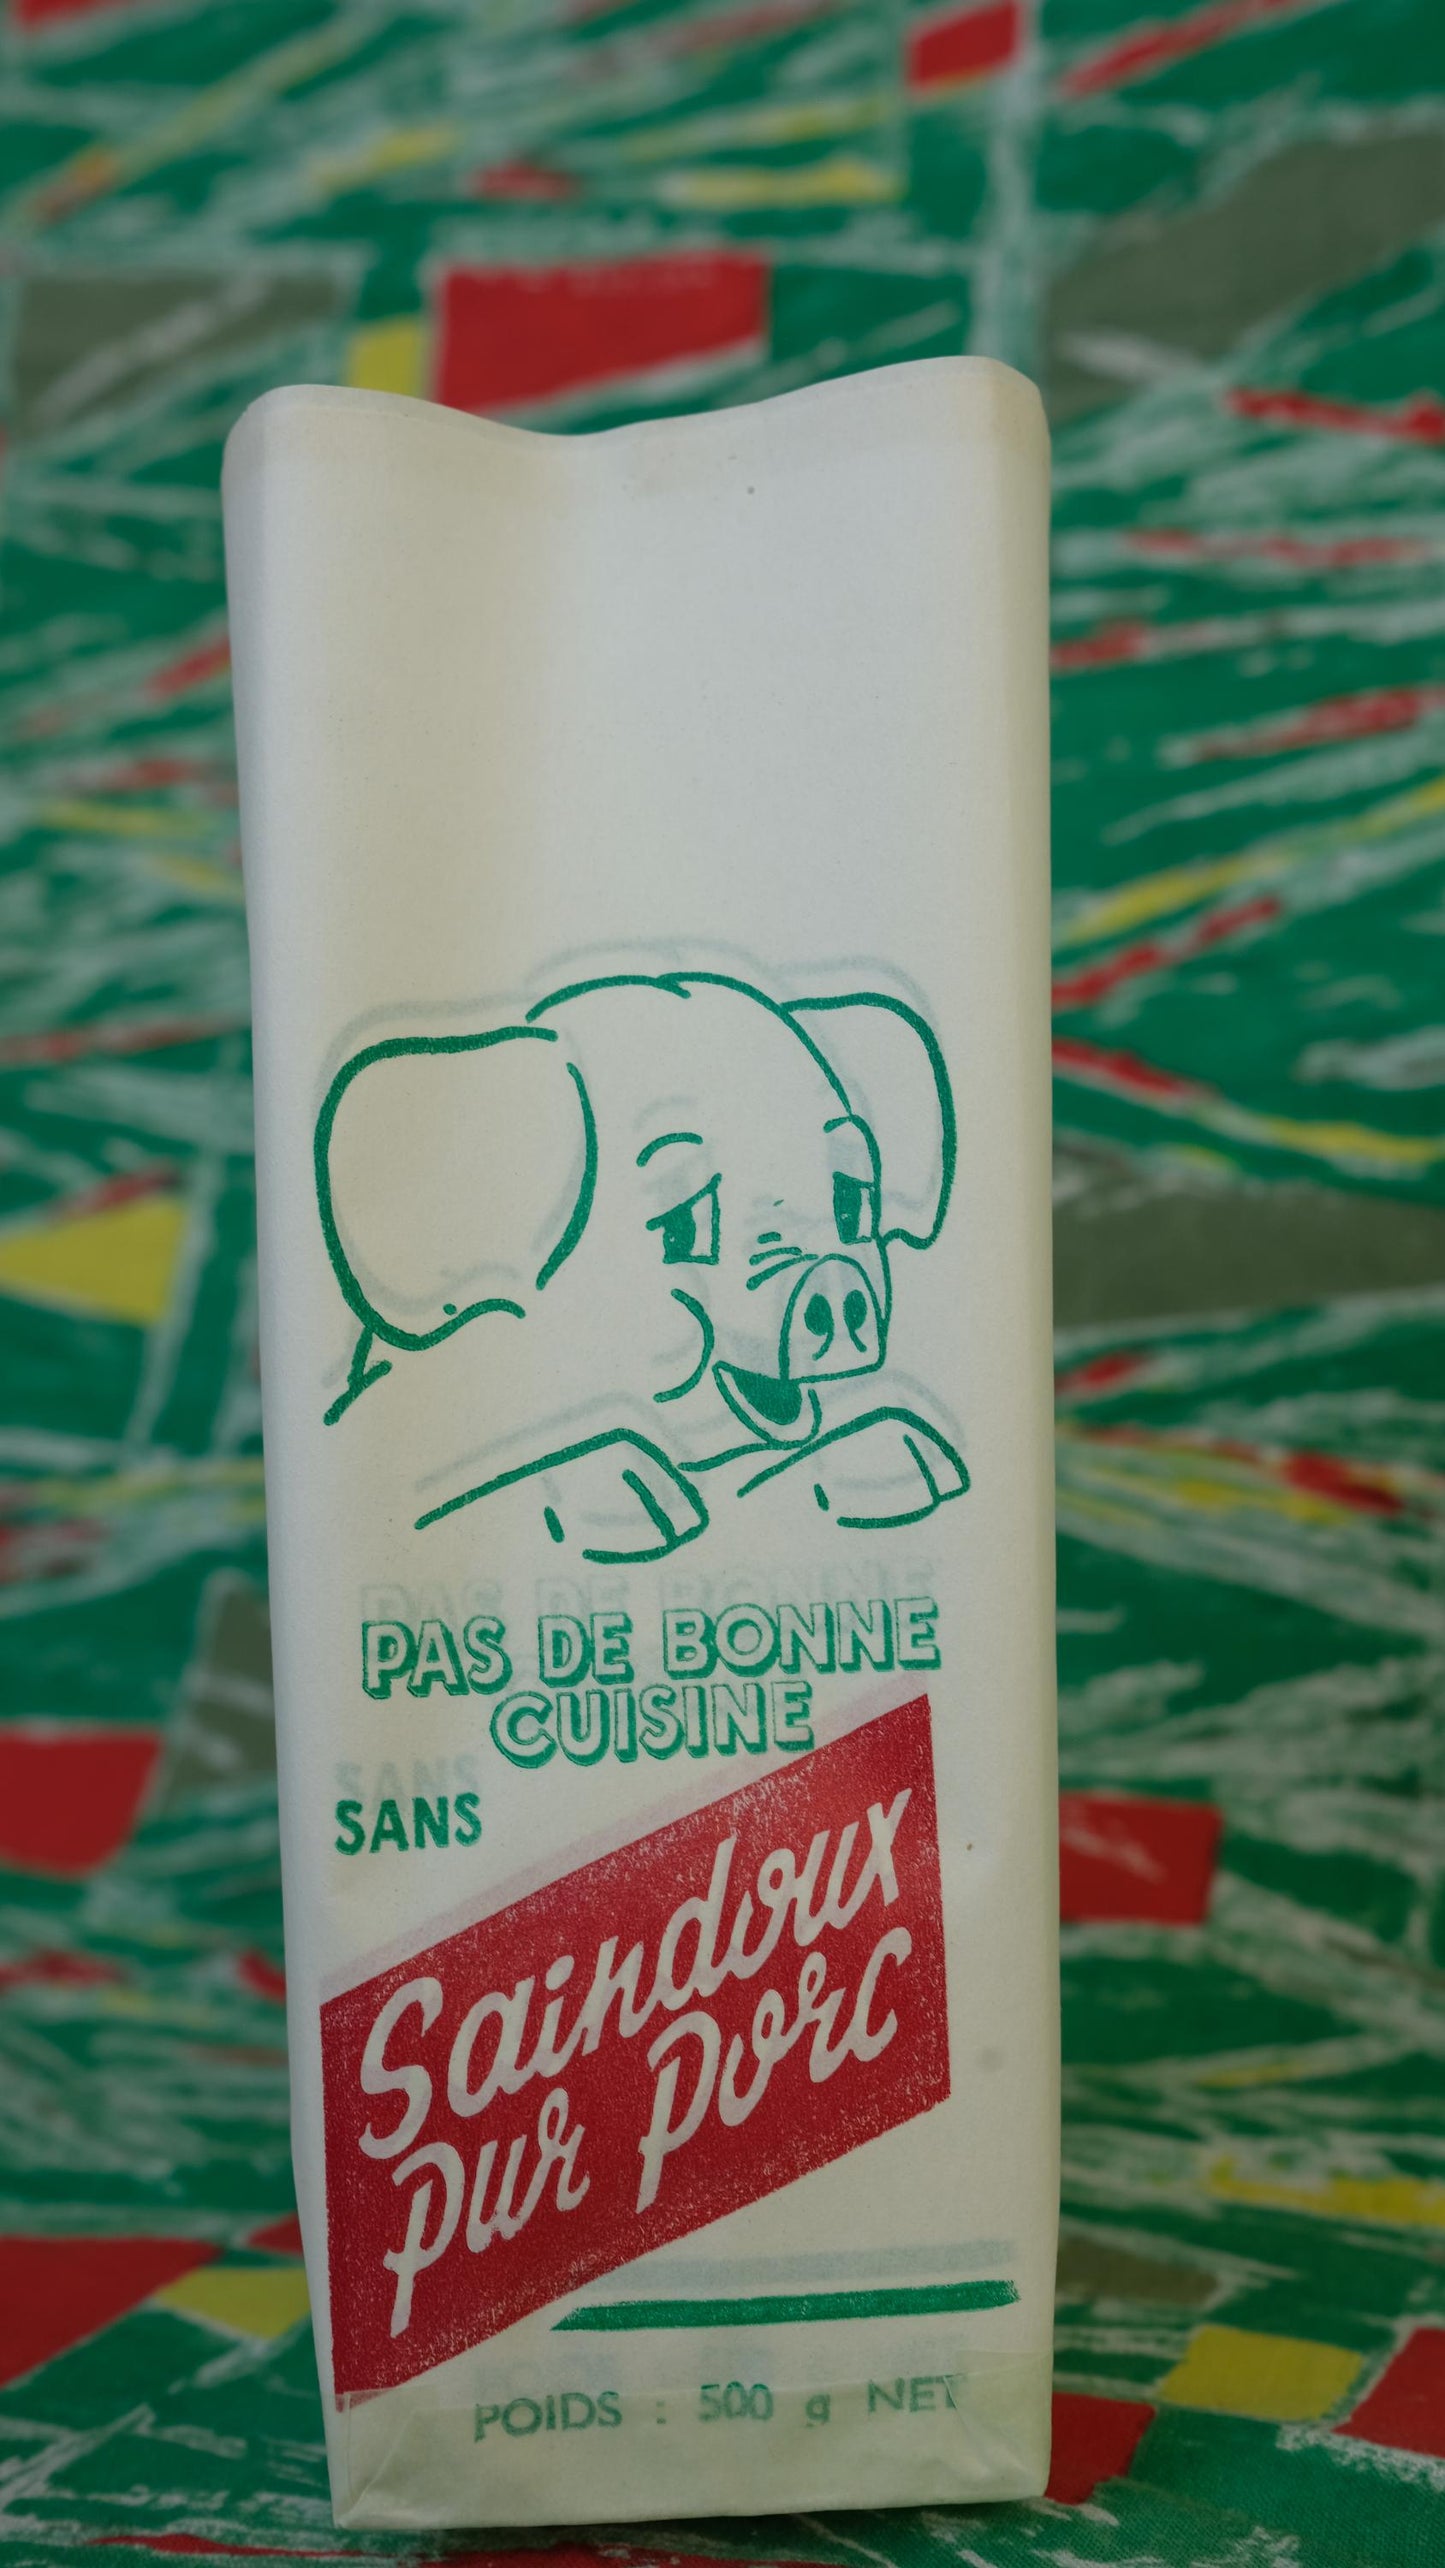 PAS DE BONNE
CUISINE
SANS
Saindoux
pur porc
POIDS : 500 g NET